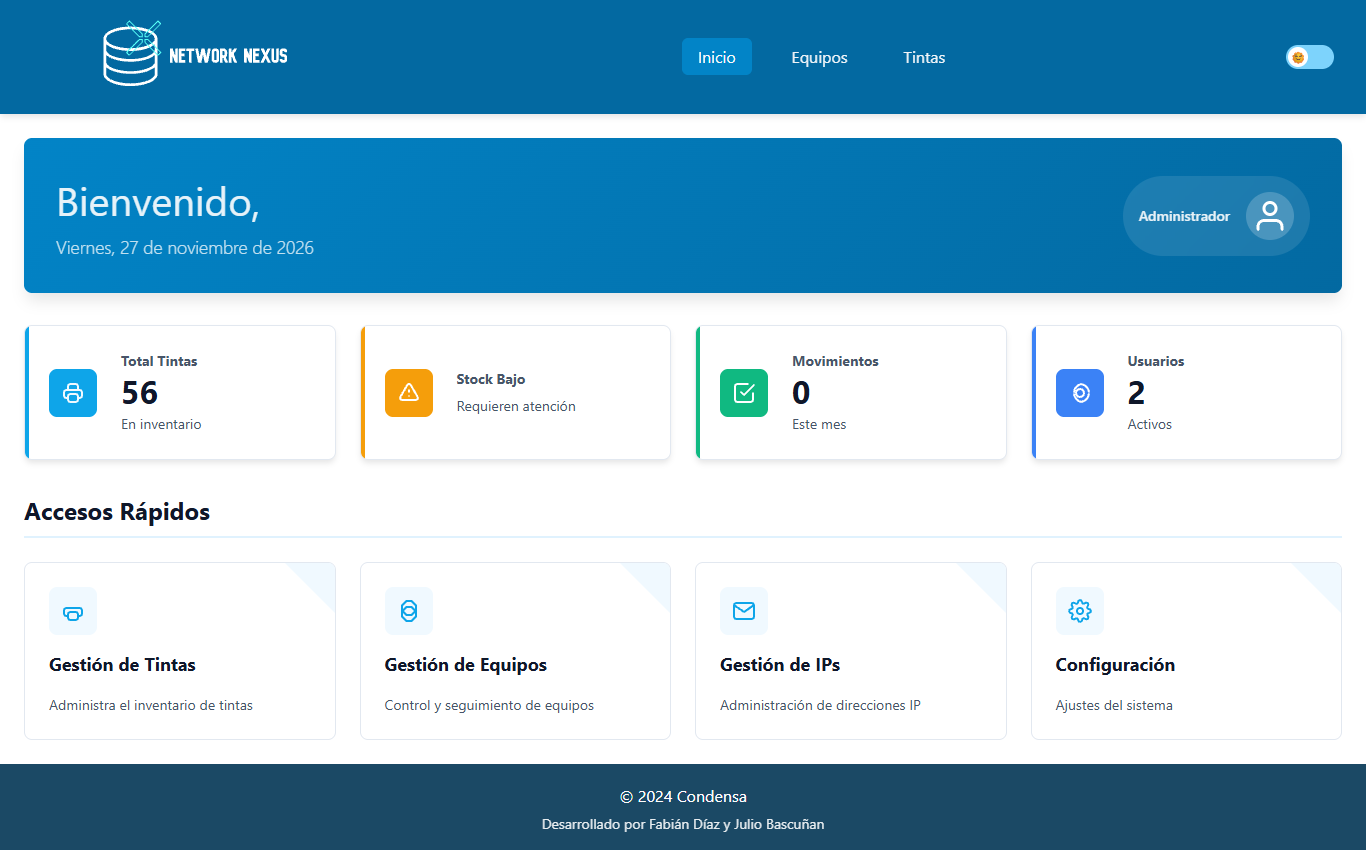 NETWORK NEXUS
Inicio
Equipos
Tintas
Bienvenido,
Viernes, 27 de noviembre de 2026
Administrador
Total Tintas
56
En inventario
Stock Bajo
Requieren atención
Movimientos
0
Este mes
Usuarios
2
Activos
Accesos Rápidos
Gestión de Tintas
Administra el inventario de tintas
Gestión de Equipos
Control y seguimiento de equipos
Gestión de IPs
Administración de direcciones IP
Configuración
Ajustes del sistema
© 2024 Condensa
Desarrollado por Fabián Díaz y Julio Bascuñan